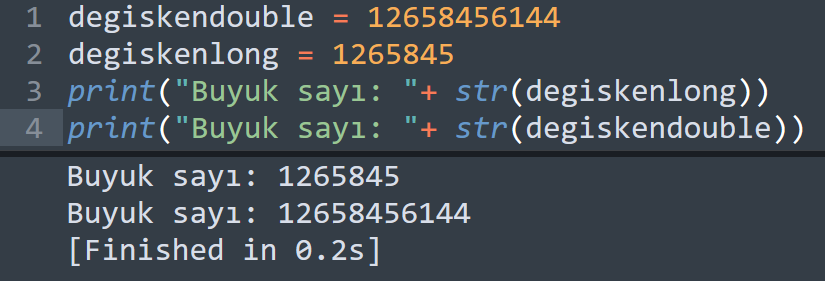 1 degiskendouble = 12658456144
2 degiskenlong = 1265845
3 print("Buyuk sayı: "+ str(degiskenlong))
4 print("Buyuk sayı: "+ str(degiskendouble))
Buyuk sayı: 1265845
Buyuk sayı: 12658456144
[Finished in 0.2s]